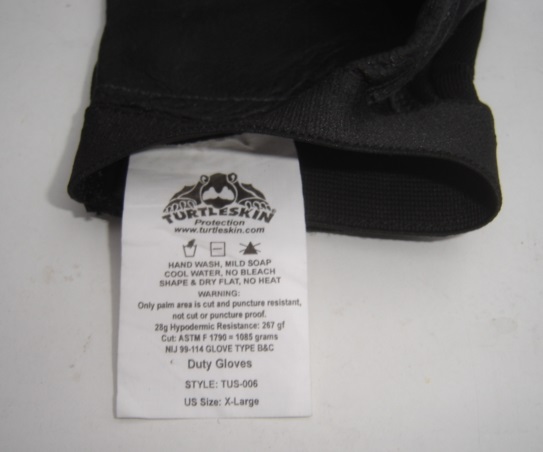 TURTLESKIN
Protection
www.turtleskin.com
HAND WASH, MILD SOAP
COOL WATER, NO BLEACH
SHAPE & DRY FLAT, NO HEAT
WARNING:
Only palm area is cut and puncture resistant,
not cut or puncture proof.
28g Hypodermic Resistance: 267 gf
Cut: ASTM F 1790 = 1085 grams
NIJ 99-114 GLOVE TYPE B&C
Duty Gloves
STYLE: TUS-006
US Size: X-Large